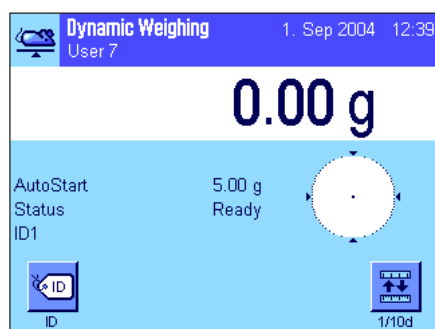 Dynamic Weighing 1. Sep 2004 12:39
User 7
0.00 g
AutoStart 5.00 g
Status Ready
ID1
ID
ID 1/10d